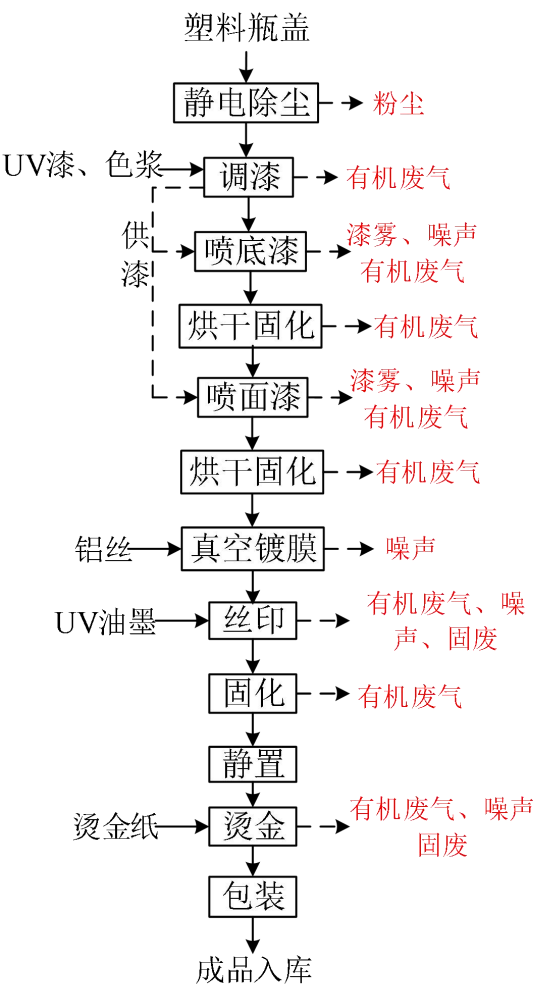 塑料瓶盖
静电除尘
粉尘
UV漆、色浆
调漆
有机废气
供
漆
喷底漆
漆雾、噪声
有机废气
烘干固化
有机废气
喷面漆
漆雾、噪声
有机废气
烘干固化
有机废气
铝丝
真空镀膜
噪声
UV油墨
丝印
有机废气、噪
声、固废
固化
有机废气
静置
烫金纸
烫金
有机废气、噪声
固废
包装
成品入库